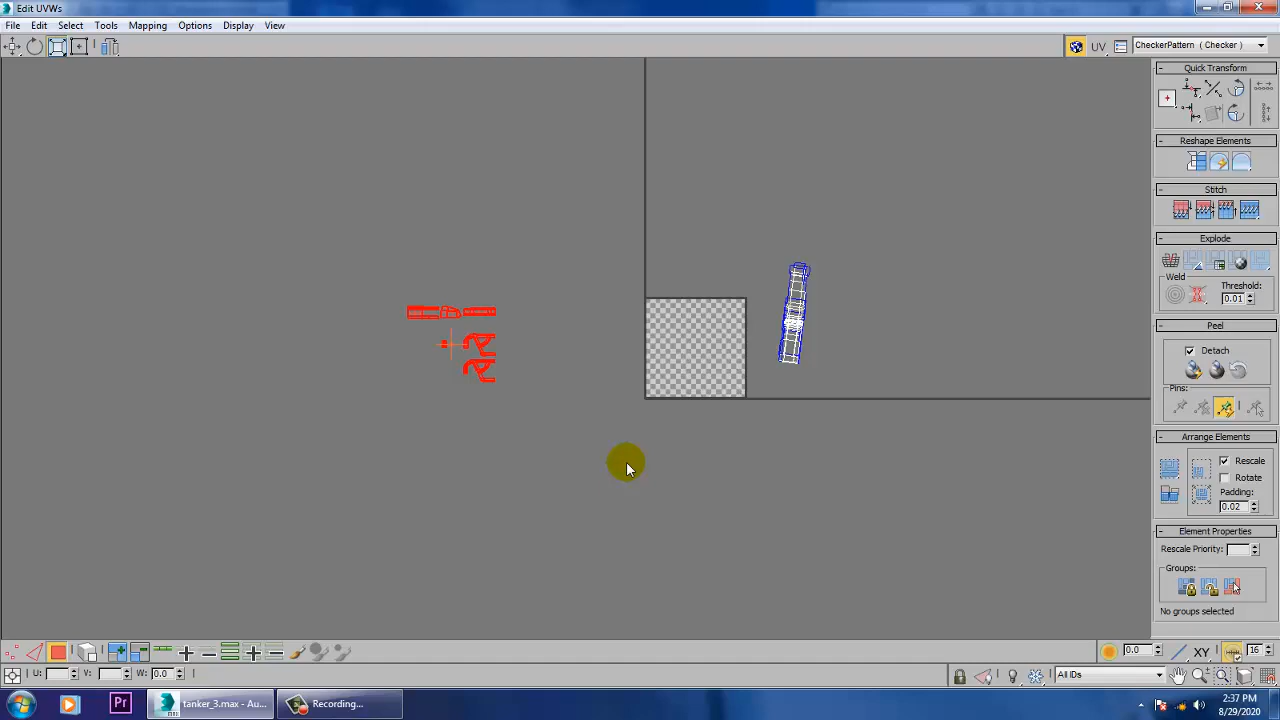 Edit UVWs
File Edit Select Tools Mapping Options Display View
UV CheckerPattern ( Checker )
Quick Transform
Reshape Elements
Stitch
Explode
Weld
Threshold:
0.01
Peel
Detach
Pins:
Arrange Elements
Rescale
Rotate
Padding:
0.02
Element Properties
Rescale Priority:
Groups:
No groups selected
0.0 XY 16
U: V: W: 0.0 All IDs
Pr tanker_3.max - Au... Recording...
2:37 PM
8/29/2020